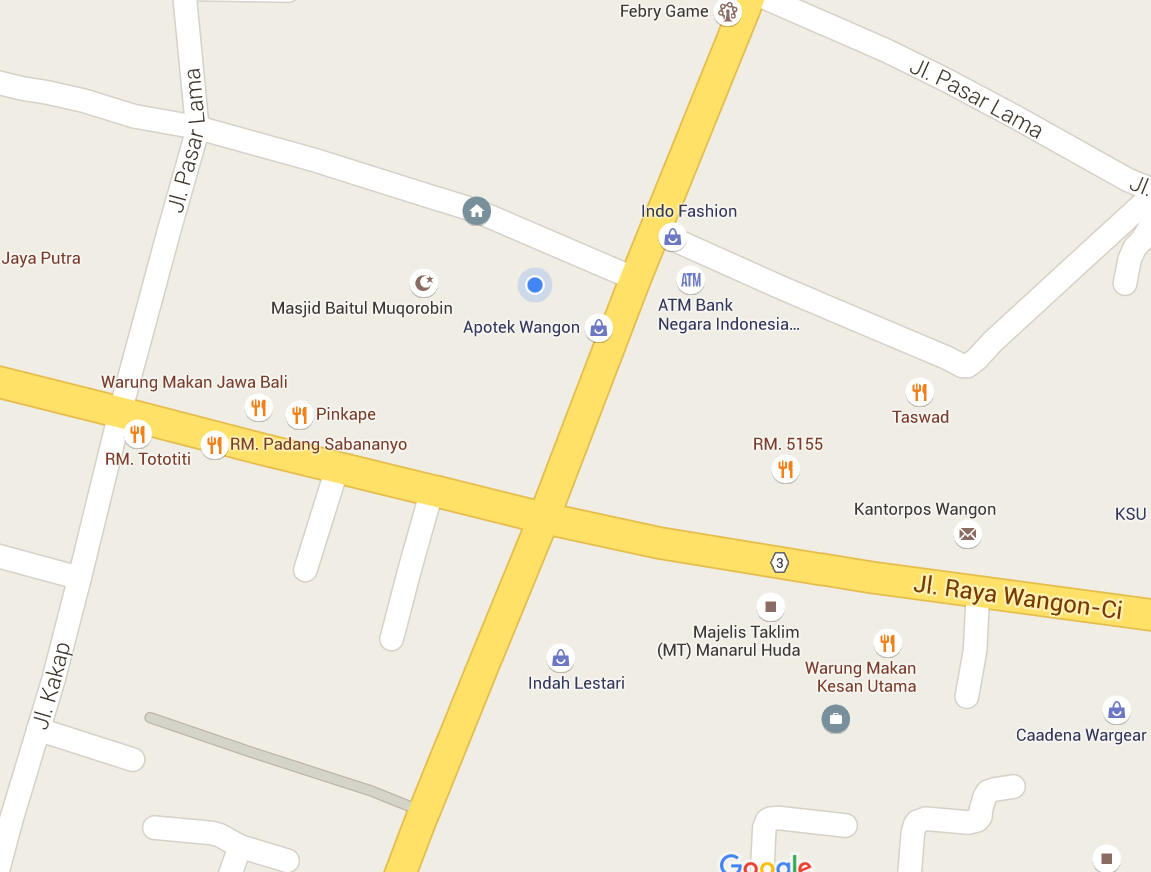 Febry Game
Jl. Pasar Lama
Jl. Pasar Lama
Jl.
Indo Fashion
Jaya Putra
ATM
Masjid Baitul Muqorobin
ATM Bank
Negara Indonesia...
Apotek Wangon
Warung Makan Jawa Bali
Pinkape
Taswad
RM. Padang Sabananyo
RM. 5155
RM. Tototiti
Kantorpos Wangon
KSU
3
Jl. Raya Wangon-Ci
Majelis Taklim
(MT) Manarul Huda
Warung Makan
Kesan Utama
Indah Lestari
Jl. Kakap
Caadena Wargear
Google